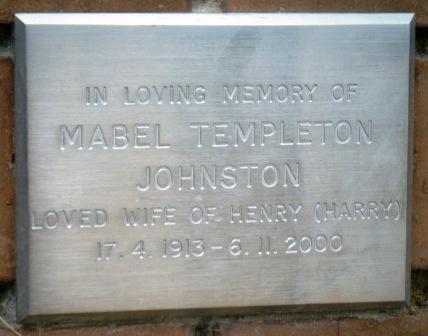 IN LOVING MEMORY OF
MABEL TEMPLETON
JOHNSTON
LOVED WIFE OF HENRY (HARRY)
17. 4. 1913 - 6. 11. 2000